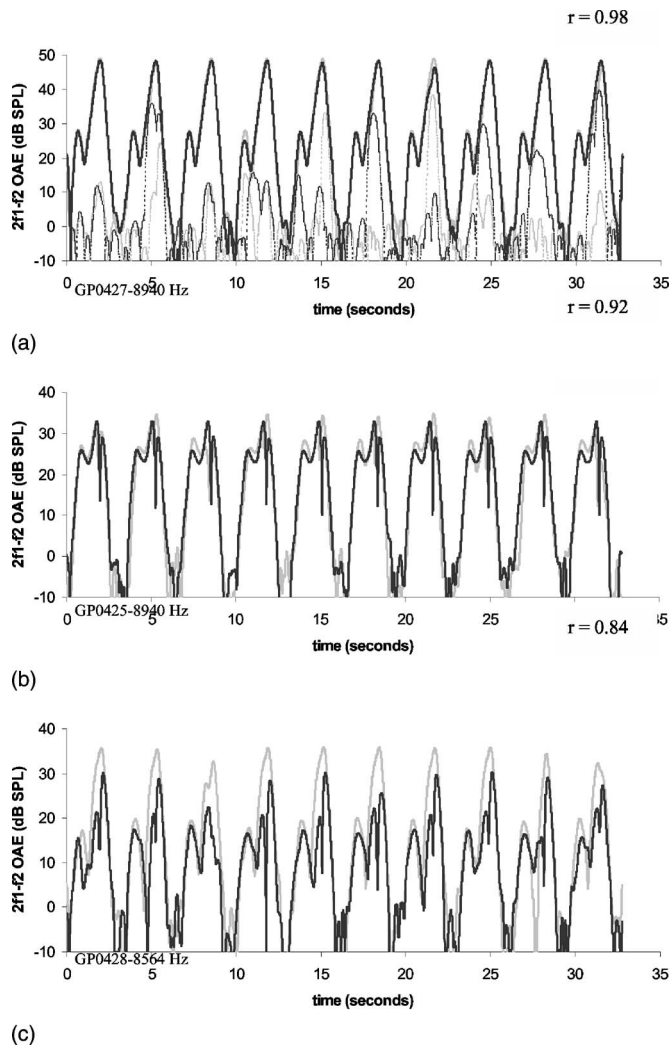 r = 0.98
50
40
30
20
10
0
-10
2f1-f2 OAE (dB SPL)
0 5 10 15 20 25 30 35
GP0427-8940 Hz
time (seconds)
r = 0.92
(a)
40
30
20
10
0
-10
2f1-f2 OAE (dB SPL)
0 5 10 15 20 25 30 35
GP0425-8940 Hz
time (seconds)
r = 0.84
(b)
40
30
20
10
0
-10
2f1-f2 OAE (dB SPL)
0 5 10 15 20 25 30 35
GP0428-8564 Hz
time (seconds)
(c)